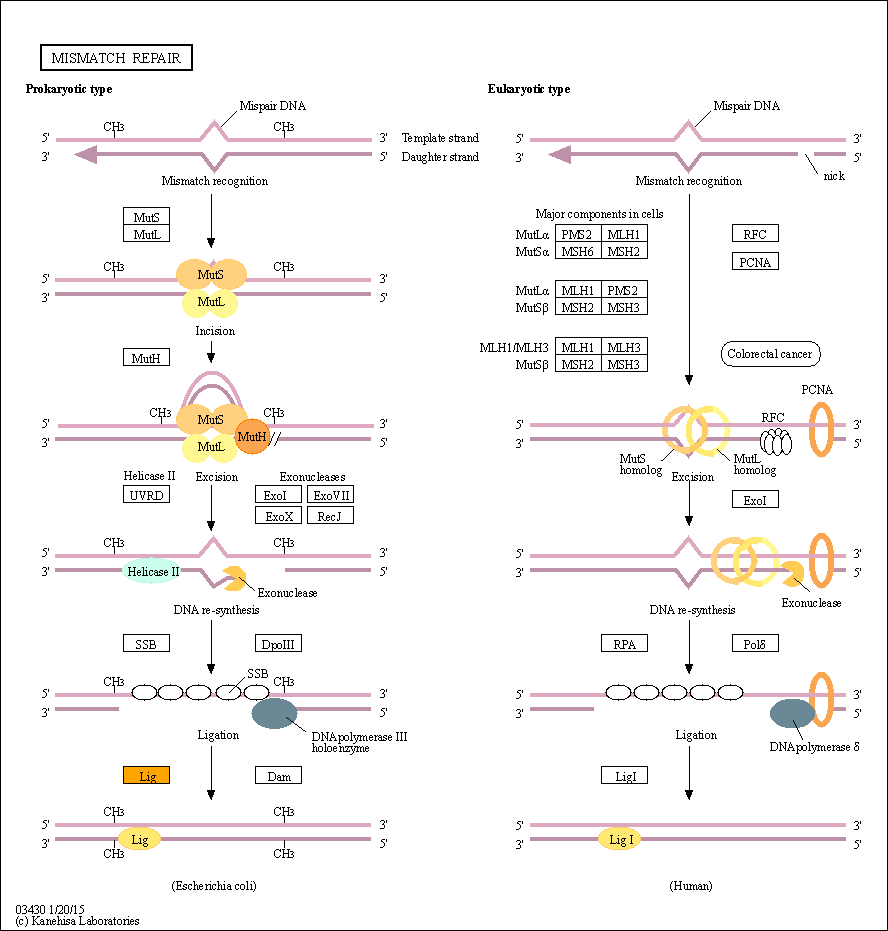 MISMATCH REPAIR
Prokaryotic type
Mispair DNA
CH3
CH3
5'
3'
Template strand
3'
5'
Daughter strand
Mismatch recognition
MutS
MutL
CH3
CH3
5'
MutS
3'
3'
MutL
5'
Incision
MutH
CH3
CH3
5'
MutS
3'
3'
MutL
MutH
5'
Helicase II
Excision
Exonucleases
UVRD
ExoI
ExoVII
ExoX
RecJ
CH3
CH3
5'
3'
3'
Helicase II
5'
Exonuclease
DNA re-synthesis
SSB
DpoIII
SSB
CH3
CH3
5'
3'
3'
5'
DNA polymerase III
holoenzyme
Ligation
Lig
Dam
CH3
CH3
5'
3'
3'
Lig
5'
CH3
CH3
(Escherichia coli)
Eukaryotic type
Mispair DNA
5'
3'
3'
5'
nick
Mismatch recognition
Major components in cells
MutLα PMS2 MLH1
MutSα MSH6 MSH2
RFC
PCNA
MutLα MLH1 PMS2
MutSβ MSH2 MSH3
MLH1/MLH3 MLH1 MLH3
MutSβ MSH2 MSH3
Colorectal cancer
PCNA
RFC
5'
3'
3'
5'
MutS
homolog
MutL
homolog
Excision
ExoI
5'
3'
3'
5'
Exonuclease
DNA re-synthesis
RPA
Polδ
5'
3'
3'
5'
DNA polymerase δ
Ligation
LigI
5'
3'
3'
Lig I
5'
(Human)
03430 1/20/15
(c) Kanehisa Laboratories